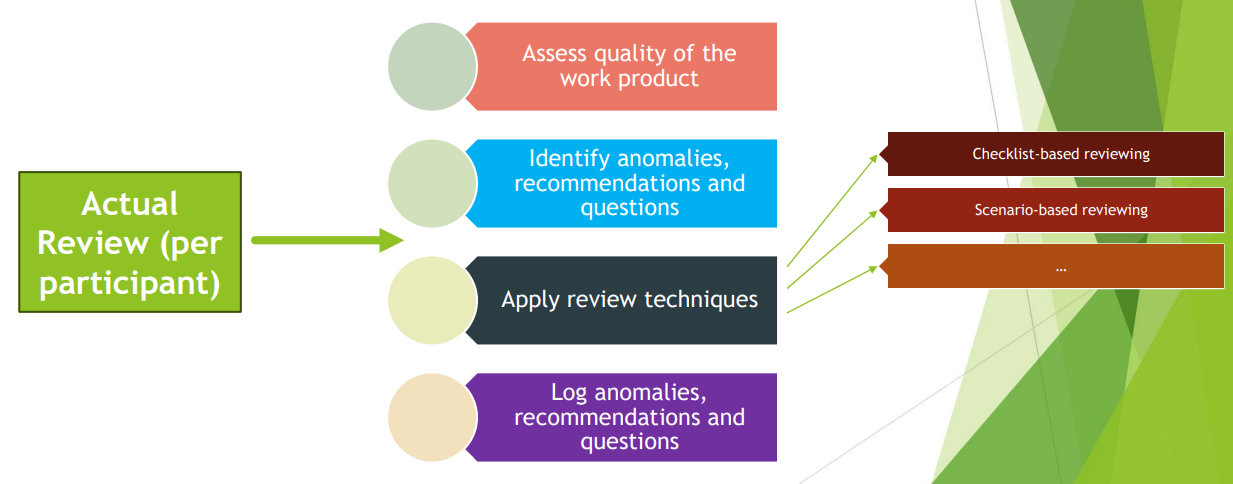 Actual
Review (per
participant)
Assess quality of the
work product
Identify anomalies,
recommendations and
questions
Apply review techniques
Log anomalies,
recommendations and
questions
Checklist-based reviewing
Scenario-based reviewing
...